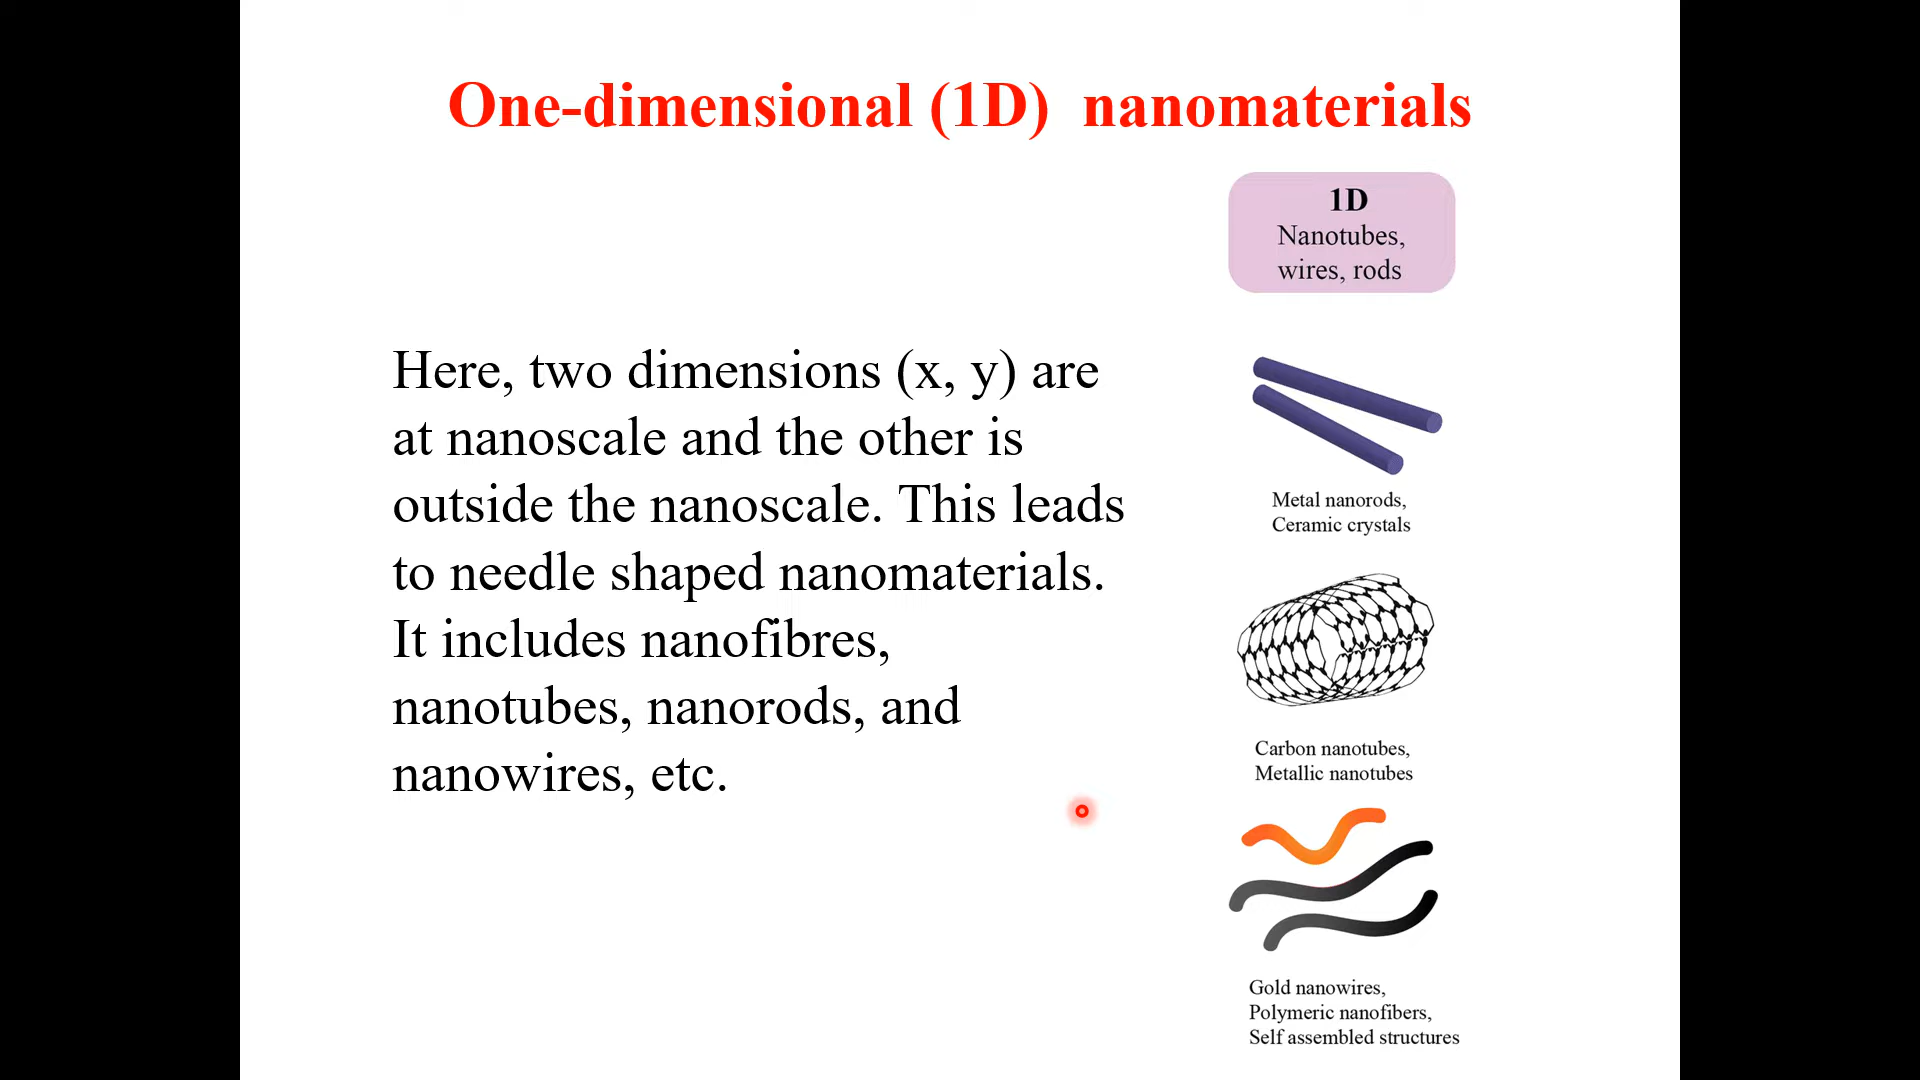 One-dimensional (1D) nanomaterials
1D
Nanotubes,
wires, rods
Here, two dimensions (x, y) are
at nanoscale and the other is
outside the nanoscale. This leads
to needle shaped nanomaterials.
It includes nanofibres,
nanotubes, nanorods, and
nanowires, etc.
Metal nanorods,
Ceramic crystals
Carbon nanotubes,
Metallic nanotubes
Gold nanowires,
Polymeric nanofibers,
Self assembled structures